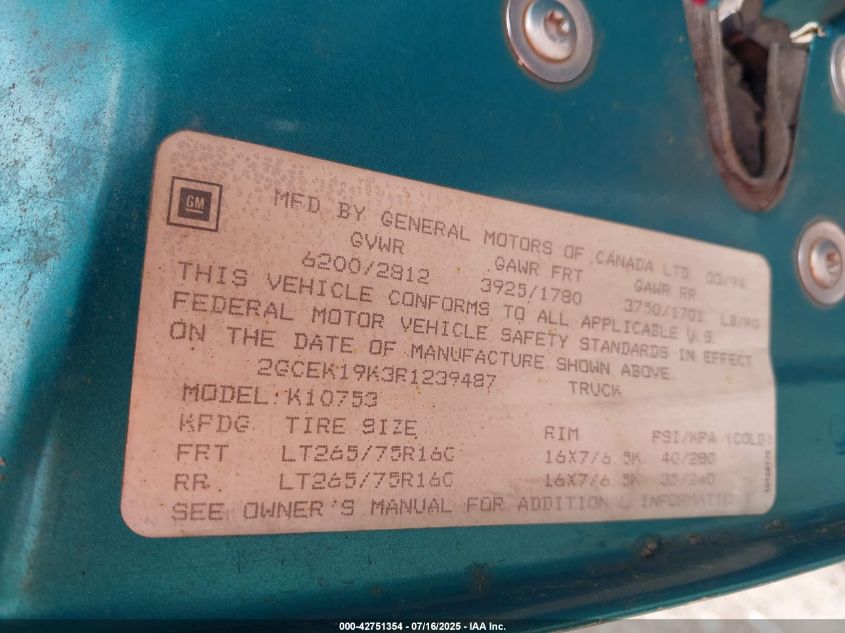 GM
MFD BY GENERAL MOTORS OF CANADA LTD. 03/94
GVWR GAWR FRT GAWR RR
6200/2812 3925/1780 3750/1701 LB/KG
THIS VEHICLE CONFORMS TO ALL APPLICABLE U.S.
FEDERAL MOTOR VEHICLE SAFETY STANDARDS IN EFFECT
ON THE DATE OF MANUFACTURE SHOWN ABOVE.
2GCEK19K3R1239487 TRUCK
MODEL: K10753
KFDG TIRE SIZE RIM PSI/KPA (COLD)
FRT LT265/75R16C 16X7/6.5K 40/280
RR LT265/75R16C 16X7/6.5K 35/240
SEE OWNER'S MANUAL FOR ADDITIONAL INFORMATION
000-42751354 - 07/16/2025 - IAA Inc.